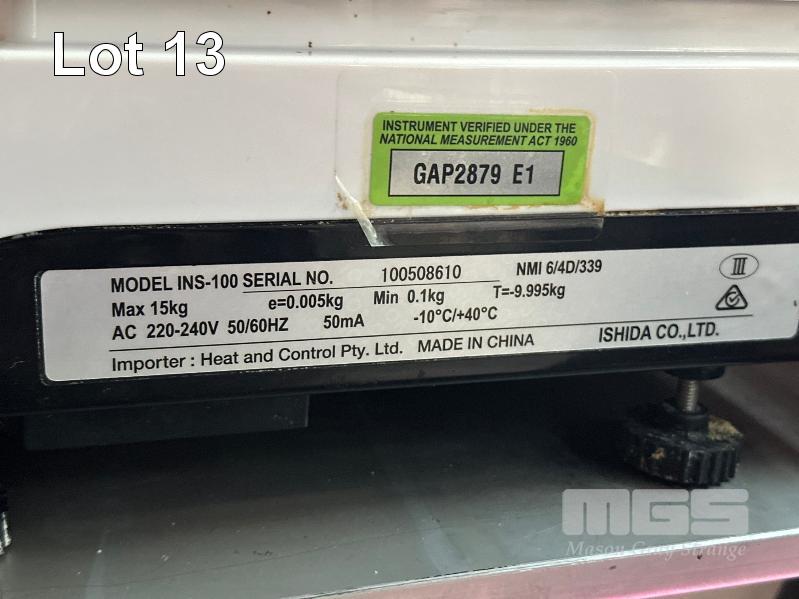 Lot 13
INSTRUMENT VERIFIED UNDER THE
NATIONAL MEASUREMENT ACT 1960
GAP2879 E1
MODEL INS-100 SERIAL NO. 100508610 NMI 6/4D/339 III
Max 15kg e=0.005kg Min 0.1kg T=-9.995kg
AC 220-240V 50/60HZ 50mA -10°C/+40°C
Importer : Heat and Control Pty. Ltd. MADE IN CHINA ISHIDA CO.,LTD.
MGS
Mason Gray Strange